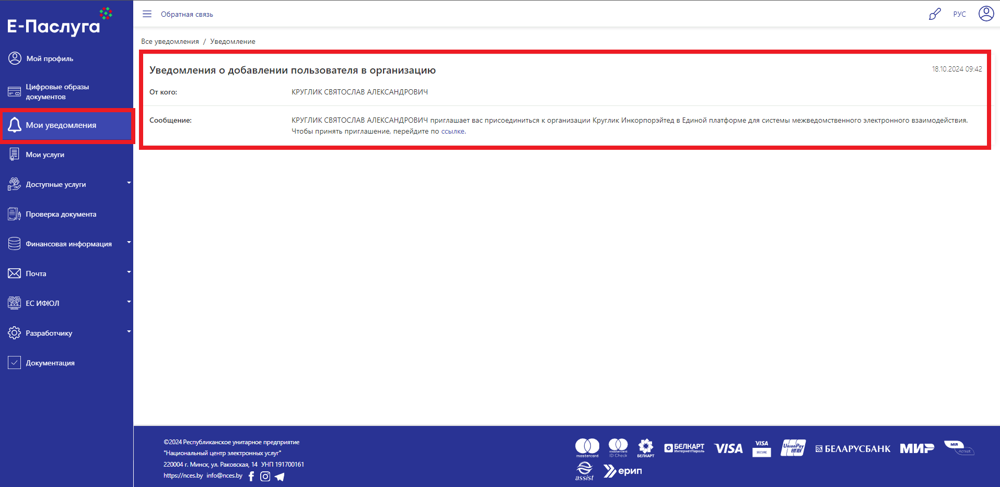 Е-Паслуга
Мой профиль
Цифровые образы
документов
Мои уведомления
Мои услуги
Доступные услуги
Проверка документа
Финансовая информация
Почта
ЕС ИФЮЛ
Разработчику
Документация
Обратная связь
РУС
Все уведомления / Уведомление
Уведомления о добавлении пользователя в организацию
18.10.2024 09:42
От кого: КРУГЛИК СВЯТОСЛАВ АЛЕКСАНДРОВИЧ
Сообщение: КРУГЛИК СВЯТОСЛАВ АЛЕКСАНДРОВИЧ приглашает вас присоединиться к организации Круглик Инкорпорэйтед в Единой платформе для системы межведомственного электронного взаимодействия.
Чтобы принять приглашение, перейдите по ссылке.
©2024 Республиканское унитарное предприятие
"Национальный центр электронных услуг"
220004 г. Минск, ул. Раковская, 14 УНП 191700161
https://nces.by info@nces.by
mastercard
mastercard
ID Check
БЕЛКАРТ
БЕЛКАРТ
ИнтернетПароль
VISA
VISA
SECURE
UnionPay
银联
БЕЛАРУСБАНК
МИР
MIR
Accept
assist
ерип